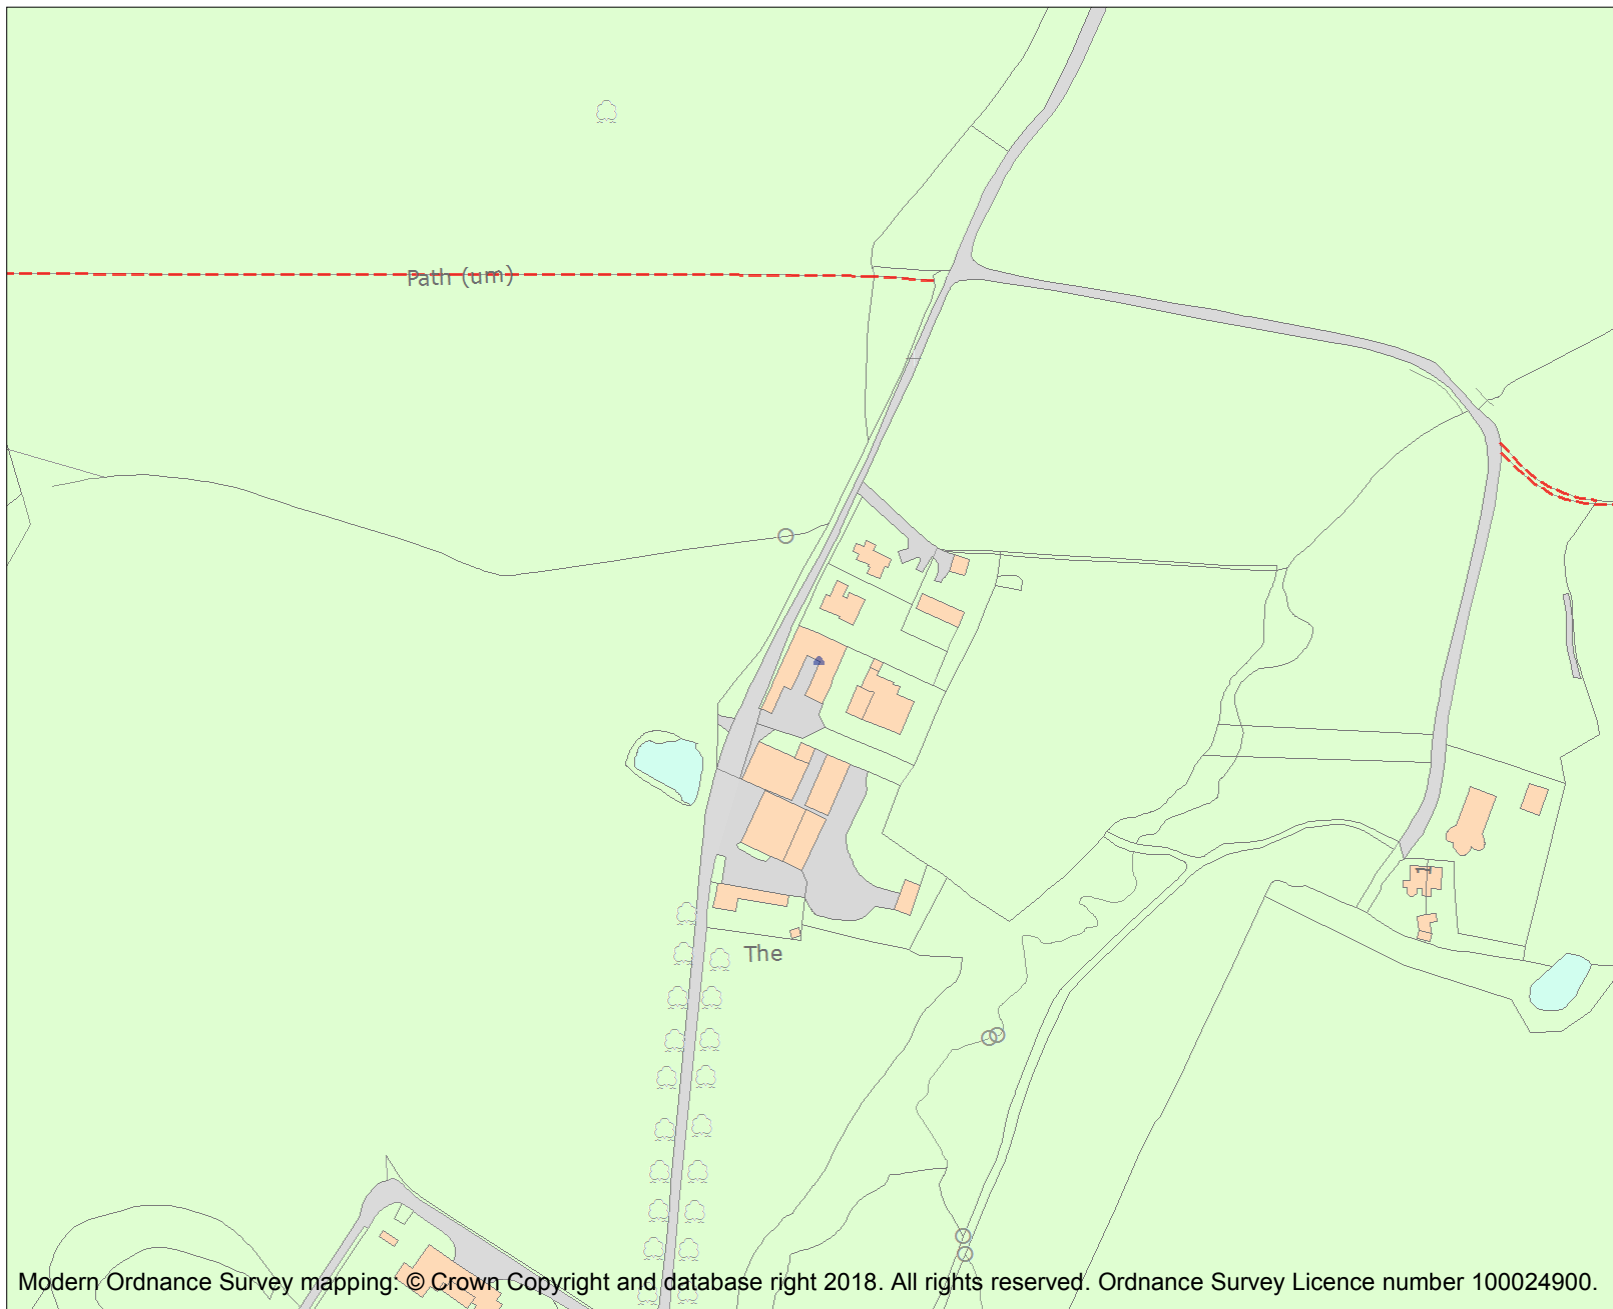 Path (um)
1
The
Modern Ordnance Survey mapping: © Crown Copyright and database right 2018. All rights reserved. Ordnance Survey Licence number 100024900.